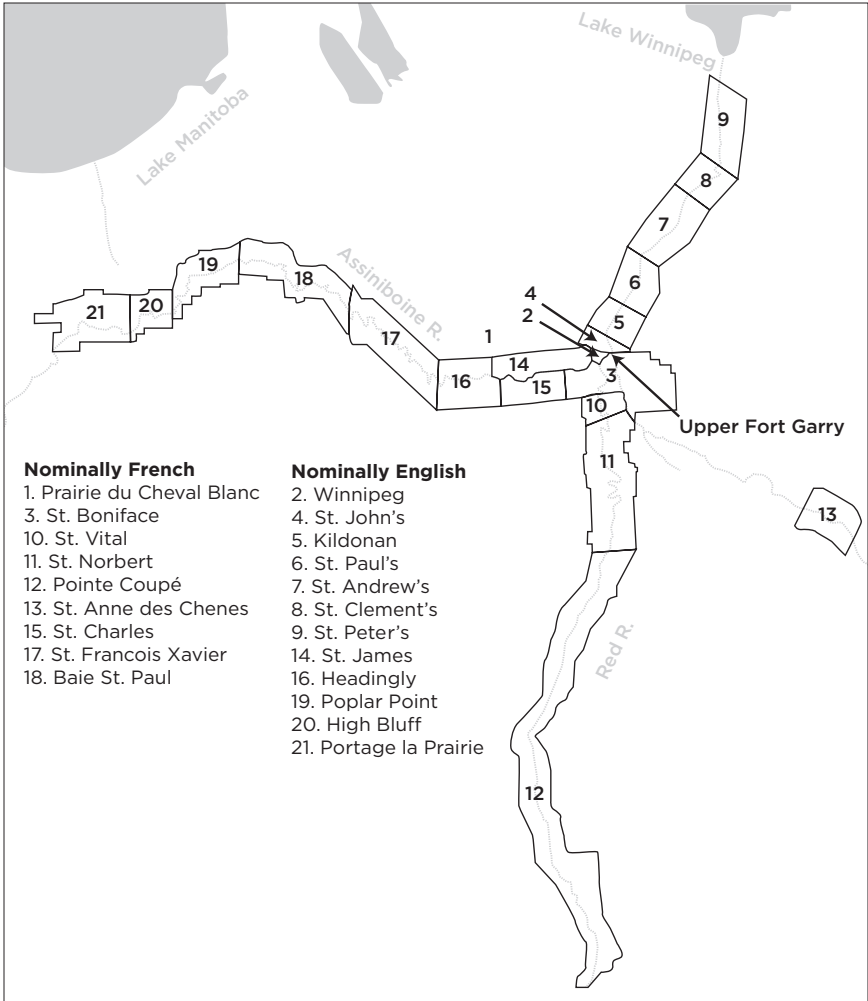 Lake Winnipeg
9
Lake Manitoba
8
7
Assiniboine R.
19
18
6
4
20
21
2
5
1
17
14
3
16
15
10
Upper Fort Garry
11
13
Nominally French
1. Prairie du Cheval Blanc
3. St. Boniface
10. St. Vital
11. St. Norbert
12. Pointe Coupé
13. St. Anne des Chenes
15. St. Charles
17. St. Francois Xavier
18. Baie St. Paul
Nominally English
2. Winnipeg
4. St. John's
5. Kildonan
6. St. Paul's
7. St. Andrew's
8. St. Clement's
9. St. Peter's
14. St. James
16. Headingly
19. Poplar Point
20. High Bluff
21. Portage la Prairie
Red R.
12